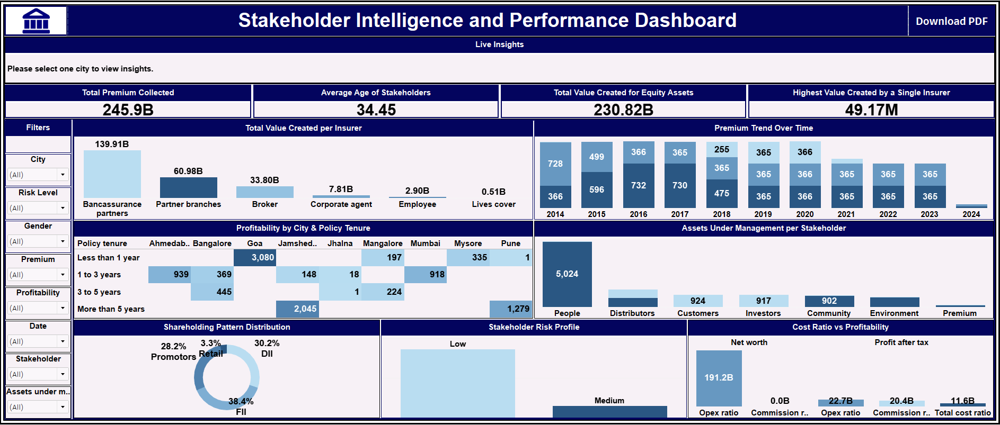 Stakeholder Intelligence and Performance Dashboard
Download PDF
Live Insights
Please select one city to view insights.
Total Premium Collected
245.9B
Average Age of Stakeholders
34.45
Total Value Created for Equity Assets
230.82B
Highest Value Created by a Single Insurer
49.17M
Filters
City
(All)
Risk Level
(All)
Gender
(All)
Premium
(All)
Profitability
(All)
Date
(All)
Stakeholder
(All)
Assets under m..
(All)
Total Value Created per Insurer
139.91B
60.98B
33.80B
7.81B
2.90B
0.51B
Bancassurance
partners
Partner branches
Broker
Corporate agent
Employee
Lives cover
Premium Trend Over Time
728
366
499
596
366
732
365
730
255
365
475
365
365
365
366
366
366
365
365
365
365
365
365
2014 2015 2016 2017 2018 2019 2020 2021 2022 2023 2024
Profitability by City & Policy Tenure
Policy tenure Ahmedab.. Bangalore Goa Jamshed.. Jhalna Mangalore Mumbai Mysore Pune
Less than 1 year 3,080 197 335 1
1 to 3 years 939 369 148 18 918
3 to 5 years 445 1 224
More than 5 years 2,045 1,279
Assets Under Management per Stakeholder
5,024
924
917
902
People Distributors Customers Investors Community Environment Premium
Shareholding Pattern Distribution
28.2%
Promotors
3.3%
Retail
30.2%
DII
38.4%
FII
Stakeholder Risk Profile
Low
Medium
Cost Ratio vs Profitability
Net worth
Profit after tax
191.2B
0.0B
22.7B
20.4B
11.6B
Opex ratio Commission r.. Opex ratio Commission r.. Total cost ratio